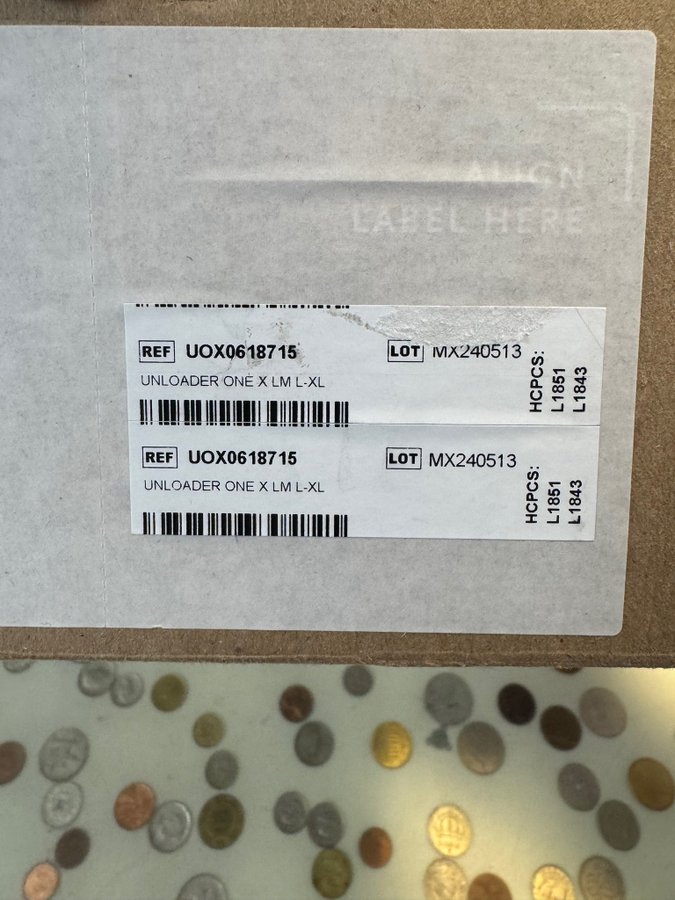 ALIGN
LABEL HERE
REF UOX0618715 LOT MX240513
UNLOADER ONE X LM L-XL
HCPCS:
L1851
L1843
REF UOX0618715 LOT MX240513
UNLOADER ONE X LM L-XL
HCPCS:
L1851
L1843